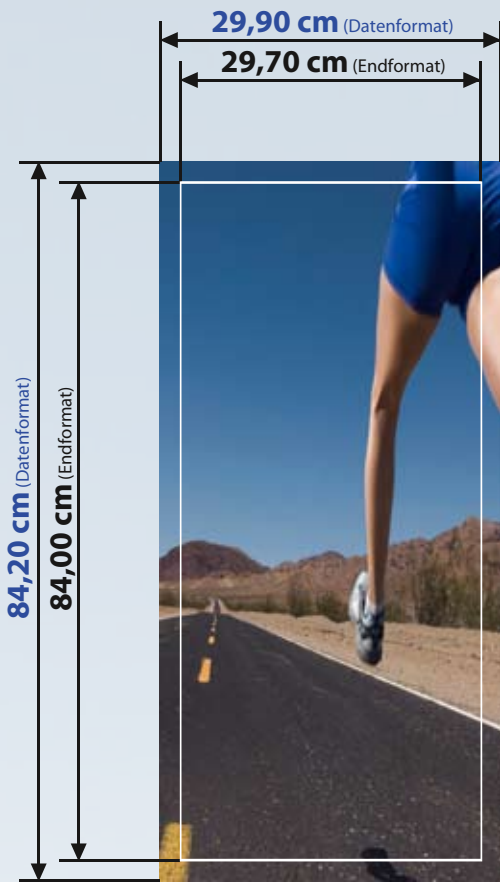 29,90 cm (Datenformat)
29,70 cm (Endformat)
84,20 cm (Datenformat)
84,00 cm (Endformat)